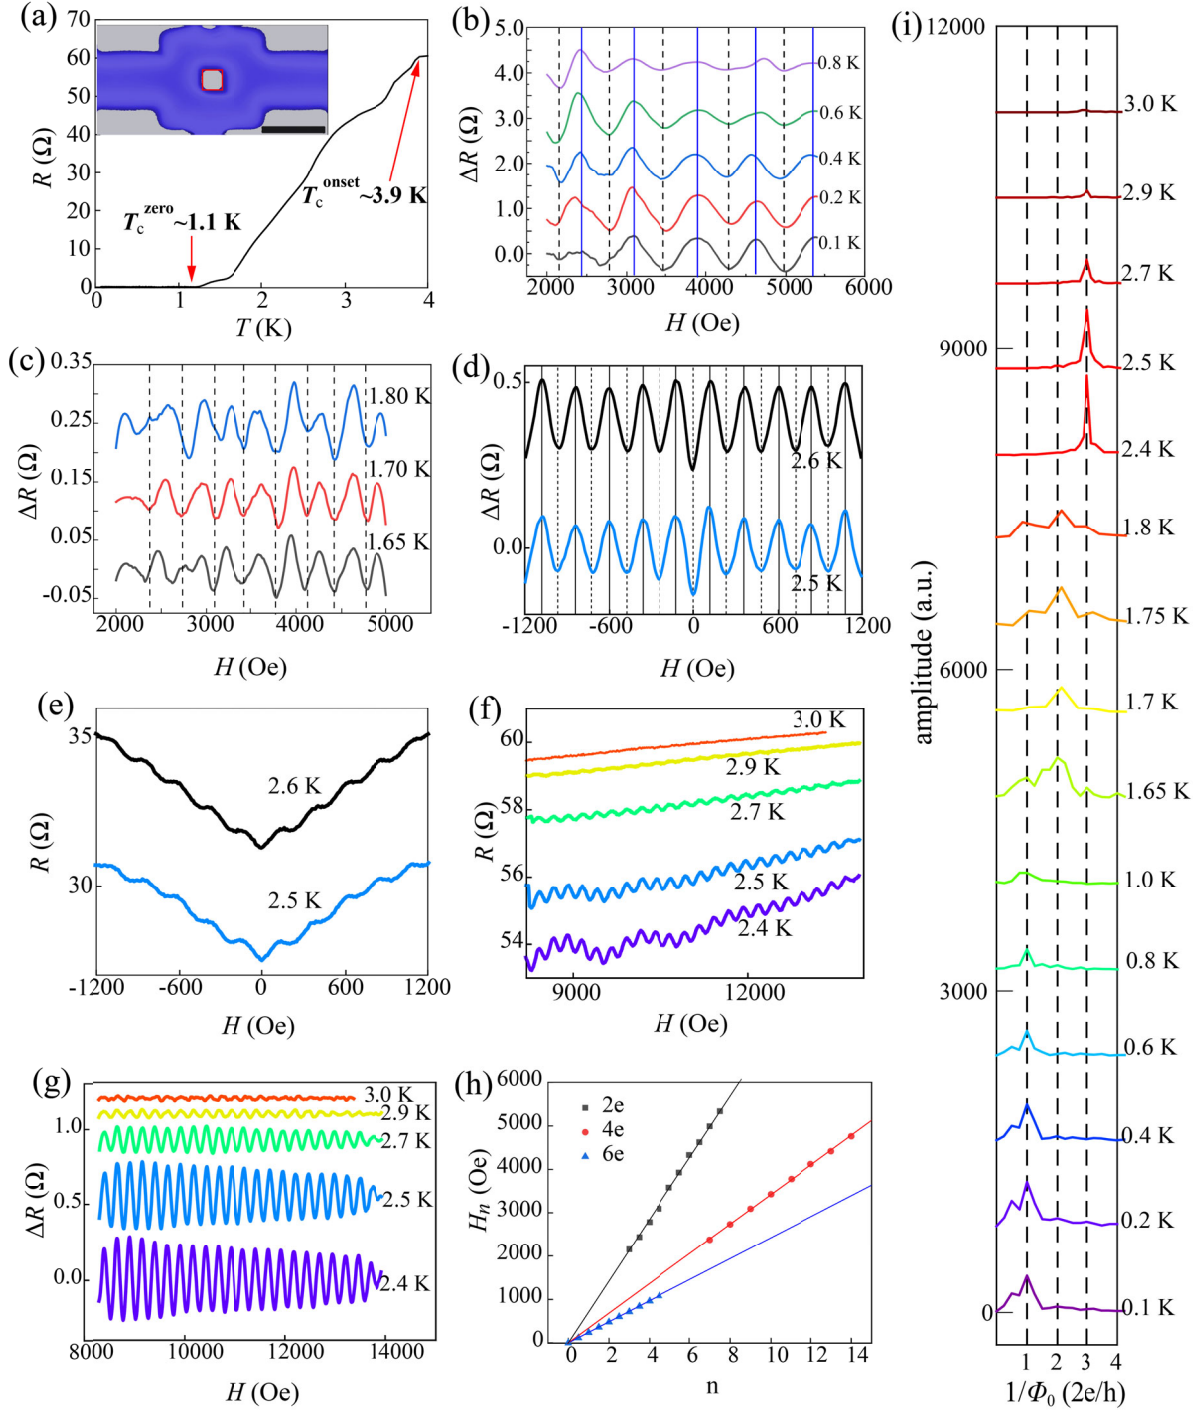 (a)
70
60
50
40
30
20
10
0
R (Ω)
Tc^zero~1.1 K
Tc^onset~3.9 K
0 1 2 3 4
T (K)
(b)
5.0
4.0
3.0
2.0
1.0
0.0
ΔR (Ω)
0.8 K
0.6 K
0.4 K
0.2 K
0.1 K
2000 3000 4000 5000 6000
H (Oe)
(c)
0.35
0.25
0.15
0.05
-0.05
ΔR (Ω)
1.80 K
1.70 K
1.65 K
2000 3000 4000 5000
H (Oe)
(d)
0.5
0.0
ΔR (Ω)
2.6 K
2.5 K
-1200 -600 0 600 1200
H (Oe)
(e)
35
30
R (Ω)
2.6 K
2.5 K
-1200 -600 0 600 1200
H (Oe)
(f)
60
58
56
54
R (Ω)
3.0 K
2.9 K
2.7 K
2.5 K
2.4 K
9000 12000
H (Oe)
(g)
1.0
0.5
0.0
ΔR (Ω)
3.0 K
2.9 K
2.7 K
2.5 K
2.4 K
8000 10000 12000 14000
H (Oe)
(h)
6000
5000
4000
3000
2000
1000
0
Hn (Oe)
2e
4e
6e
0 2 4 6 8 10 12 14
n
(i)
12000
9000
6000
3000
0
amplitude (a.u.)
3.0 K
2.9 K
2.7 K
2.5 K
2.4 K
1.8 K
1.75 K
1.7 K
1.65 K
1.0 K
0.8 K
0.6 K
0.4 K
0.2 K
0.1 K
1 2 3 4
1/Φ0 (2e/h)